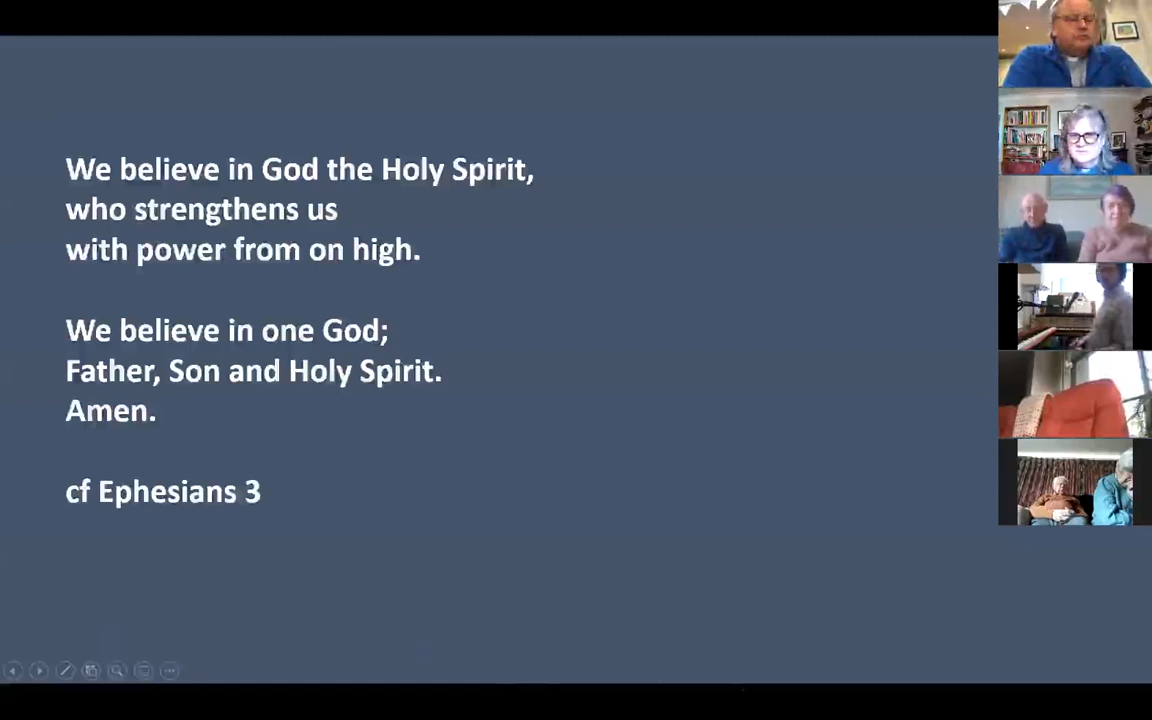 We believe in God the Holy Spirit,
who strengthens us
with power from on high.
We believe in one God;
Father, Son and Holy Spirit.
Amen.
cf Ephesians 3